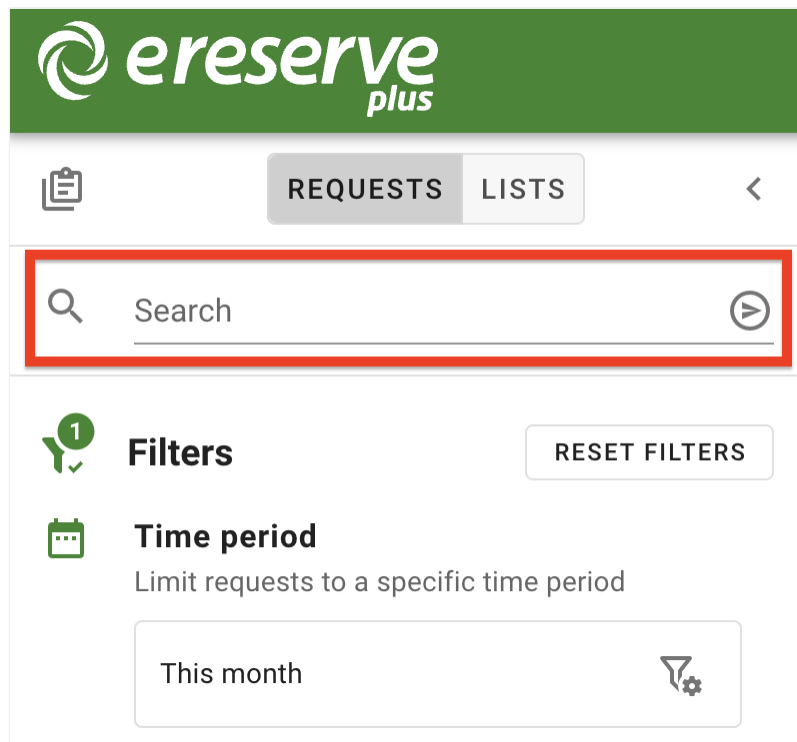 ereserve
plus
REQUESTS LISTS
Search
1
Filters RESET FILTERS
Time period
Limit requests to a specific time period
This month